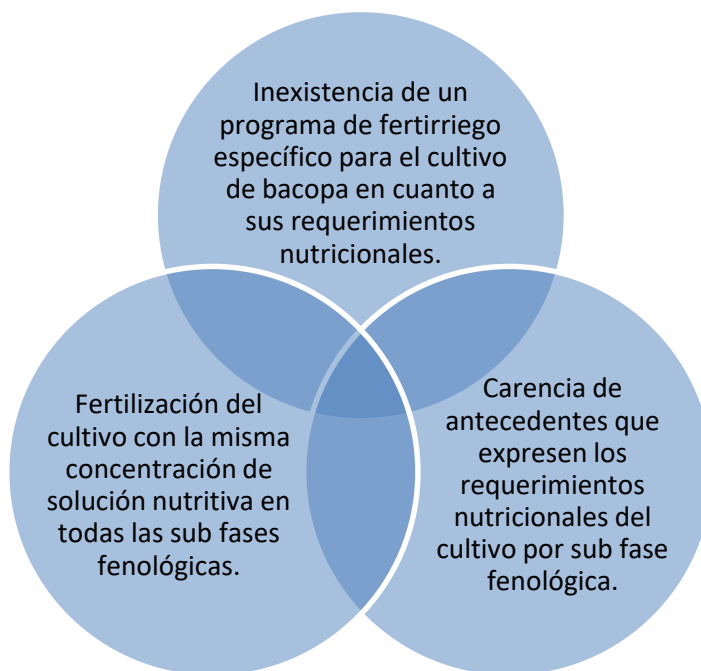 Inexistencia de un
programa de fertirriego
específico para el cultivo
de bacopa en cuanto a
sus requerimientos
nutricionales.
Fertilización del
cultivo con la misma
concentración de
solución nutritiva en
todas las sub fases
fenológicas.
Carencia de
antecedentes que
expresen los
requerimientos
nutricionales del
cultivo por sub fase
fenológica.